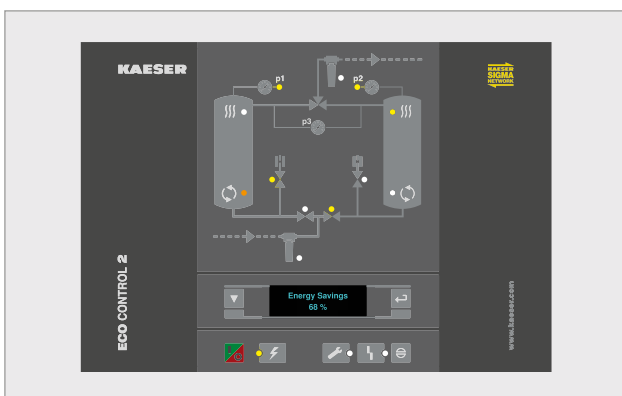 KAESER
p1
p2
KAESER
SIGMA
NETWORK
p3
ECO CONTROL 2
Energy Savings
68 %
www.kaeser.com